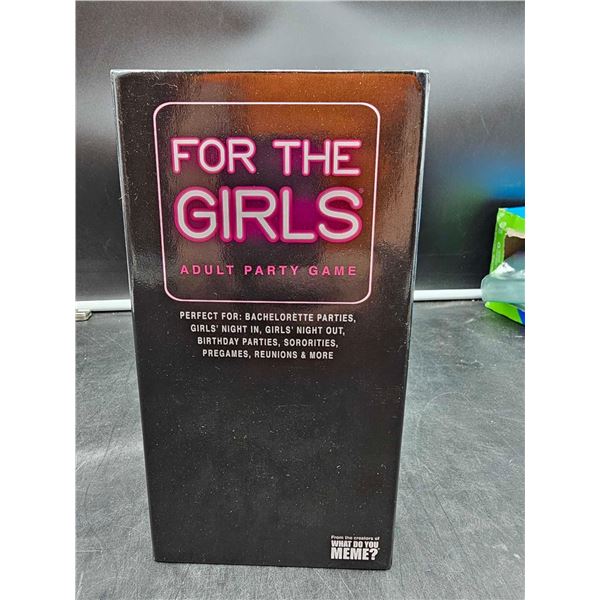 FOR THE
GIRLS®
ADULT PARTY GAME
PERFECT FOR: BACHELORETTE PARTIES,
GIRLS' NIGHT IN, GIRLS' NIGHT OUT,
BIRTHDAY PARTIES, SORORITIES,
PREGAMES, REUNIONS & MORE
From the creators of
WHAT DO YOU
MEME?